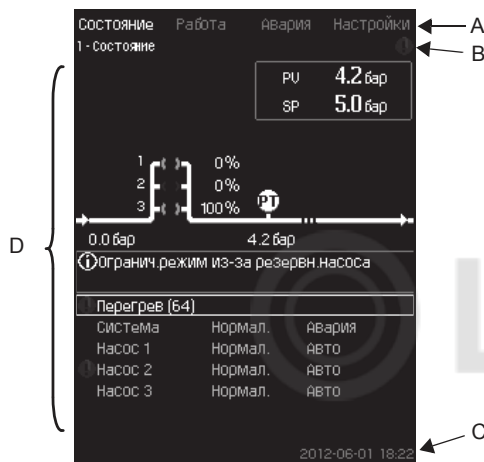 Состояние Работа Авария Настройки A
1 - Состояние B
PV 4.2 бар
SP 5.0 бар
D
1 0%
2 0%
3 100% PT
0.0 бар 4.2 бар
Огранич.режим из-за резервн.насоса
Перегрев (64)
Система Нормал. Авария
Насос 1 Нормал. Авто
Насос 2 Нормал. Авто
Насос 3 Нормал. Авто
C
2012-06-01 18:22